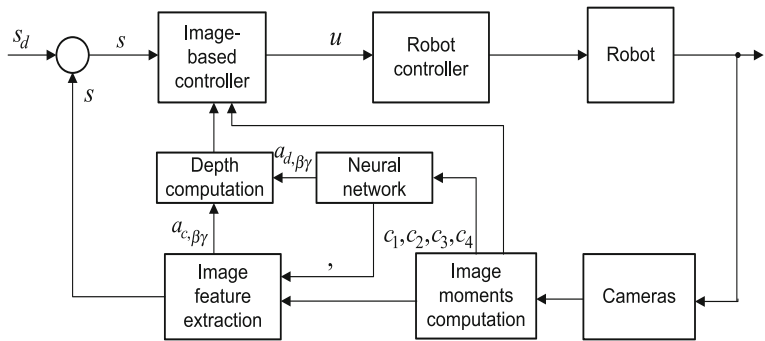 s_d
s
Image-
based
controller
u
Robot
controller
Robot
s
Depth
computation
a_{d,βγ}
Neural
network
a_{c,βγ}
c_1,c_2,c_3,c_4
,
Image
feature
extraction
Image
moments
computation
Cameras